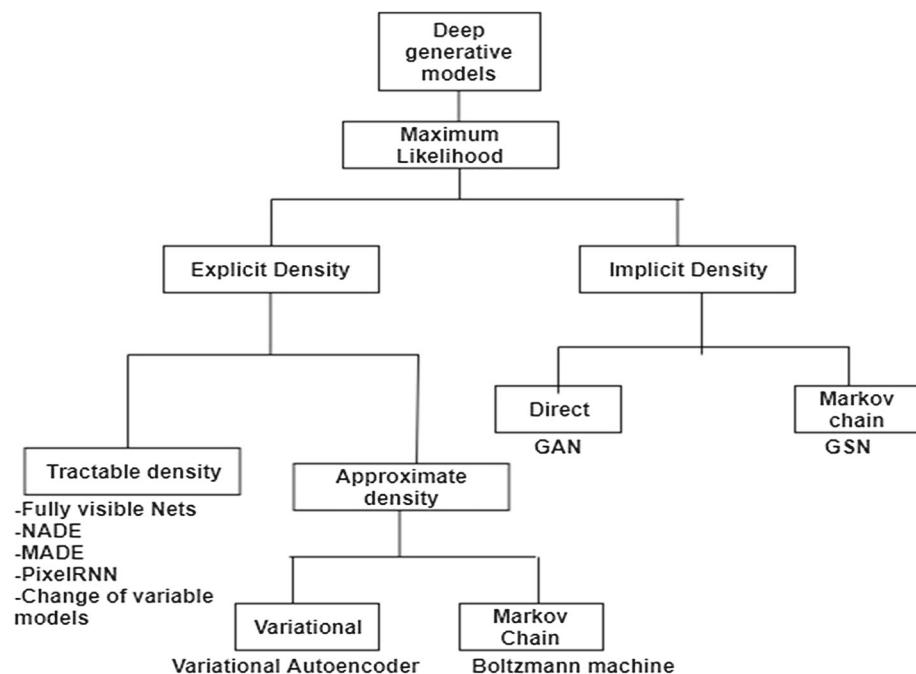 Deep
generative
models
Maximum
Likelihood
Explicit Density
Implicit Density
Direct
GAN
Markov
chain
GSN
Tractable density
-Fully visible Nets
-NADE
-MADE
-PixelRNN
-Change of variable
models
Approximate
density
Variational
Variational Autoencoder
Markov
Chain
Boltzmann machine